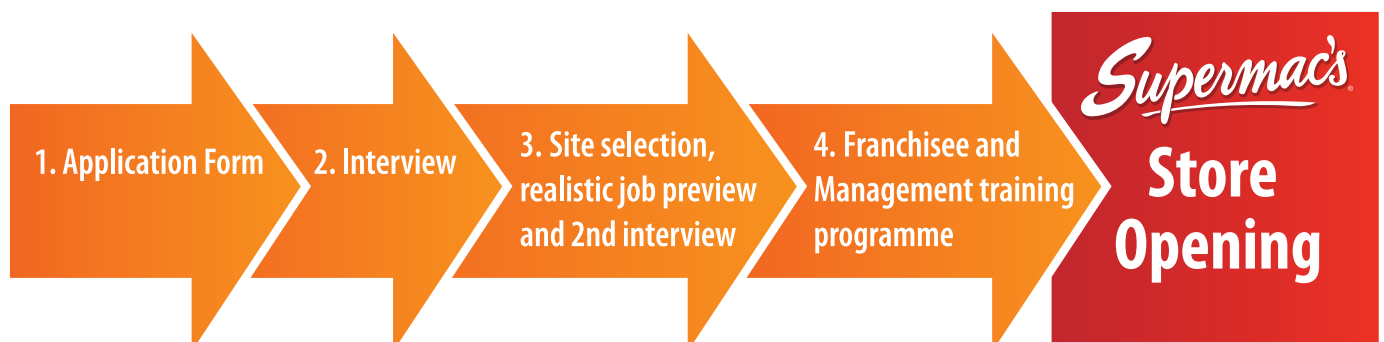 1. Application Form
2. Interview
3. Site selection,
realistic job preview
and 2nd interview
4. Franchisee and
Management training
programme
Supermac's®
Store
Opening